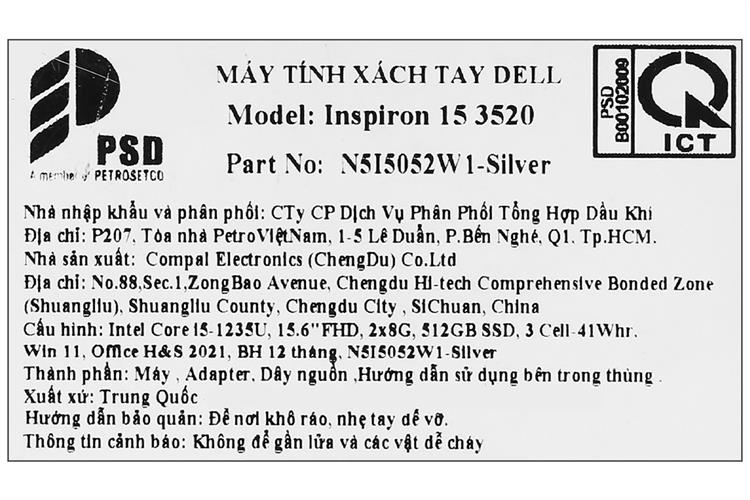 MÁY TÍNH XÁCH TAY DELL
Model: Inspiron 15 3520
Part No: N5I5052W1-Silver
PSD
A member of PETROSETCO
PSD
B00102009
ICT
Nhà nhập khẩu và phân phối: CTy CP Dịch Vụ Phân Phối Tổng Hợp Dầu Khí
Địa chỉ: P207, Tòa nhà PetroViệtNam, 1-5 Lê Duẩn, P.Bến Nghé, Q1. Tp.HCM.
Nhà sản xuất: Compal Electronics (ChengDu) Co.Ltd
Địa chỉ: No.88,Sec.1,ZongBao Avenue, Chengdu Hi-tech Comprehensive Bonded Zone
(Shuangliu), Shuangliu County, Chengdu City , SiChuan, China
Cấu hình: Intel Core i5-1235U, 15.6"FHD, 2x8G, 512GB SSD, 3 Cell-41Whr.
Win 11, Office H&S 2021, BH 12 tháng, N5I5052W1-Silver
Thành phần: Máy , Adapter, Dây nguồn ,Hướng dẫn sử dụng bên trong thùng .
Xuất xứ: Trung Quốc
Hướng dẫn bảo quản: Để nơi khô ráo, nhẹ tay dể vỡ.
Thông tin cảnh báo: Không để gần lửa và các vật dễ cháy